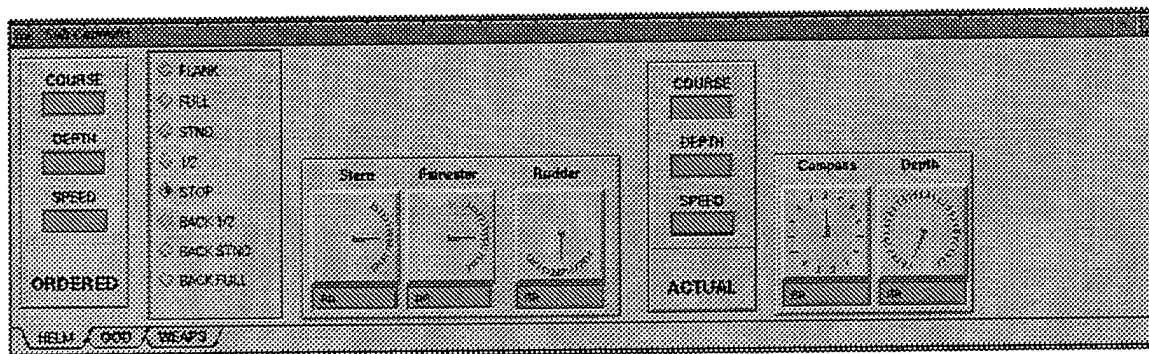 COURSE
DEPTH
SPEED
ORDERED
FLANK
FULL
STND
1/2
STOP
BACK 1/2
BACK STND
BACK FULL
Stern
Fairwater
Rudder
COURSE
DEPTH
SPEED
ACTUAL
Compass
Depth
HELM
OOD
WEAPS